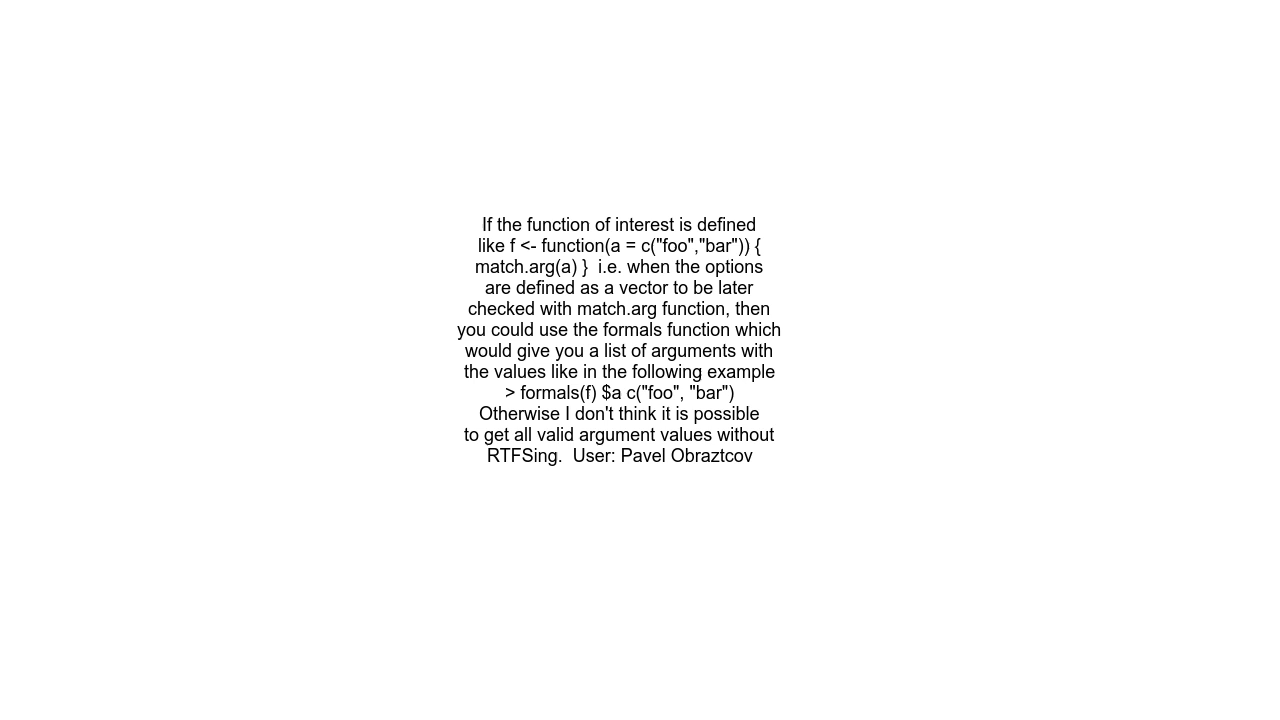 If the function of interest is defined
like f <- function(a = c("foo","bar")) {
match.arg(a) }  i.e. when the options
are defined as a vector to be later
checked with match.arg function, then
you could use the formals function which
would give you a list of arguments with
the values like in the following example
> formals(f) $a c("foo", "bar")
Otherwise I don't think it is possible
to get all valid argument values without
RTFSing.  User: Pavel Obraztcov